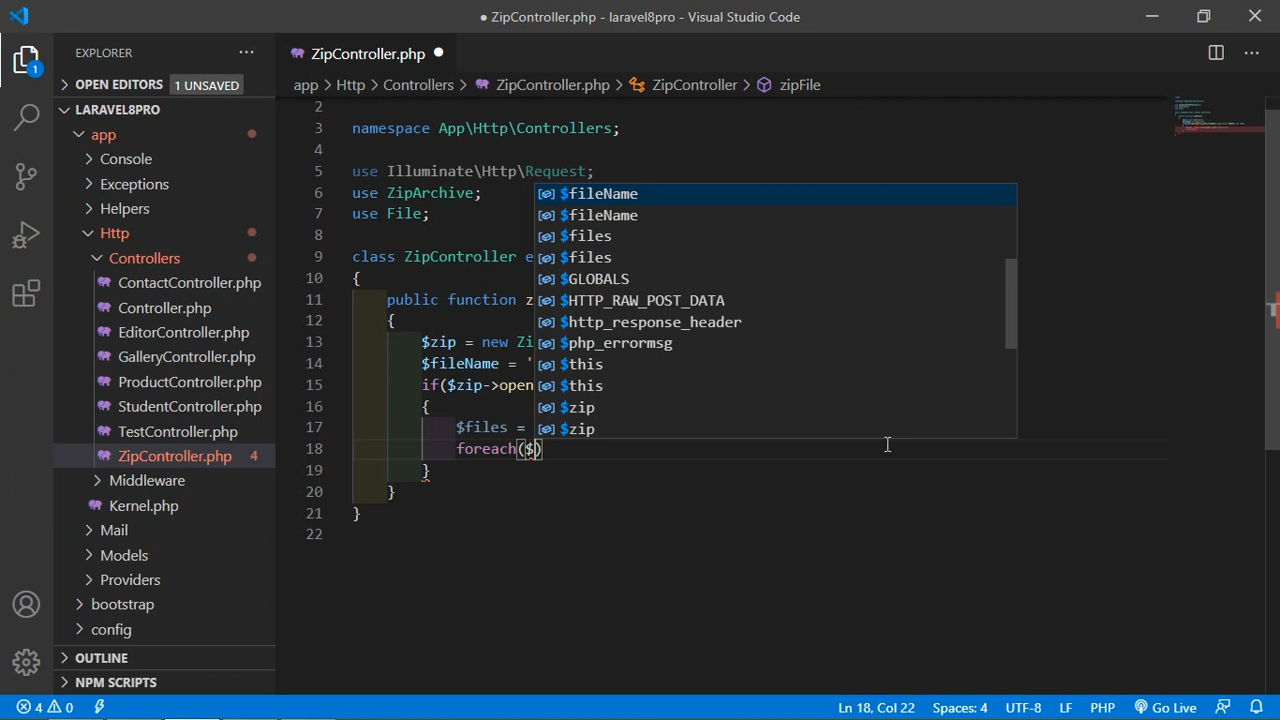 ● ZipController.php - laravel8pro - Visual Studio Code
EXPLORER
1
OPEN EDITORS 1 UNSAVED
LARAVEL8PRO
app
Console
Exceptions
Helpers
Http
Controllers
ContactController.php
Controller.php
EditorController.php
GalleryController.php
ProductController.php
StudentController.php
TestController.php
ZipController.php 4
Middleware
Kernel.php
Mail
Models
Providers
bootstrap
config
OUTLINE
NPM SCRIPTS
ZipController.php
app > Http > Controllers > ZipController.php > ZipController > zipFile
2
3 namespace App\Http\Controllers;
4
5 use Illuminate\Http\Request;
6 use ZipArchive;
7 use File;
8
9 class ZipController e
10 {
11 public function z
12 {
13 $zip = new Zi
14 $fileName = '
15 if($zip->open
16 {
17 $files =
18 foreach($)
19 }
20 }
21 }
22
$fileName
$fileName
$files
$files
$GLOBALS
$HTTP_RAW_POST_DATA
$http_response_header
$php_errormsg
$this
$this
$zip
$zip
4 0 Ln 18, Col 22 Spaces: 4 UTF-8 LF PHP Go Live